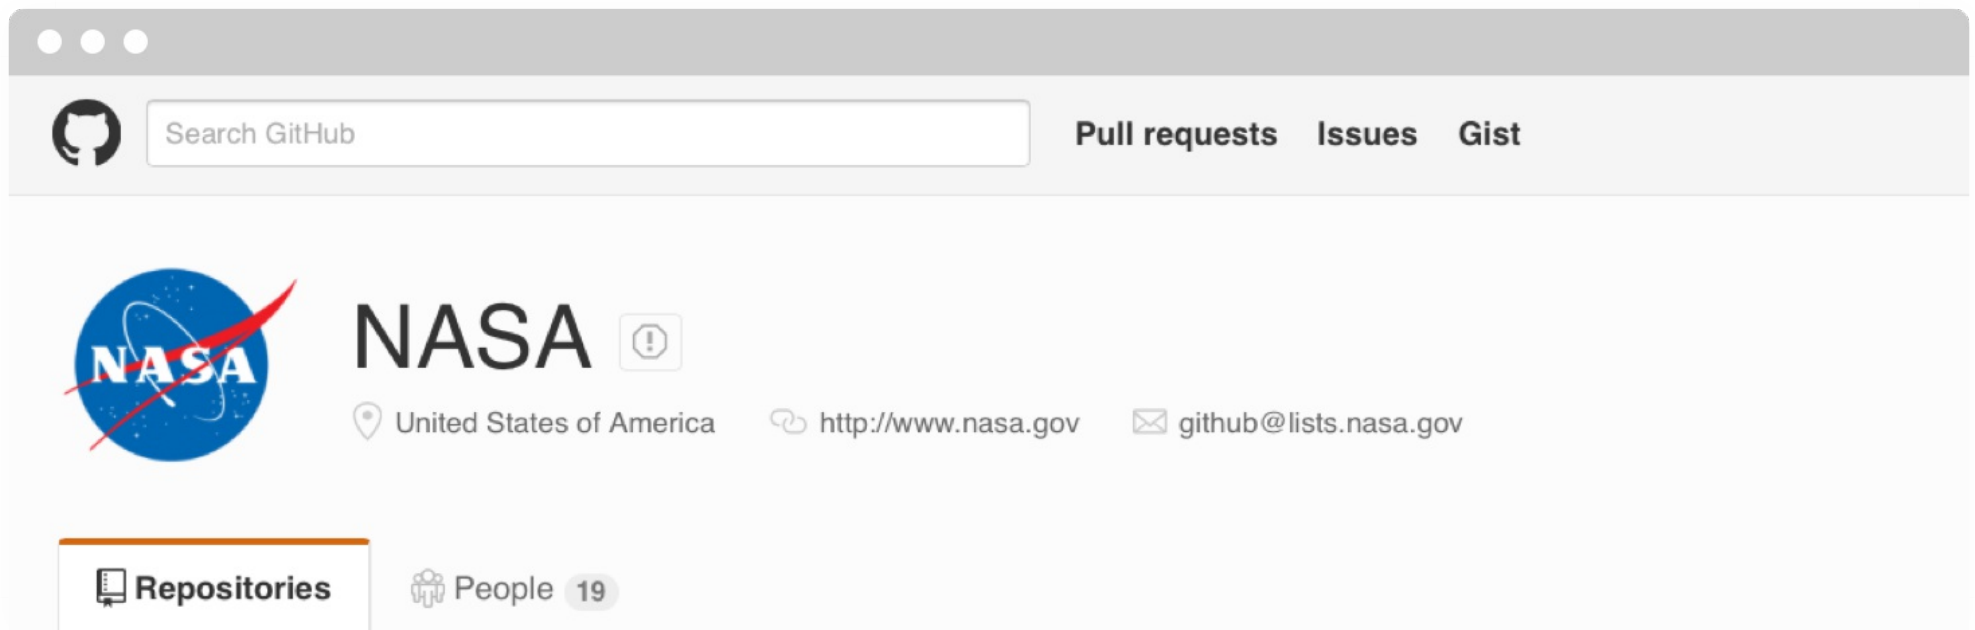 Search GitHub
Pull requests Issues Gist
NASA
NASA
United States of America http://www.nasa.gov github@lists.nasa.gov
Repositories People 19